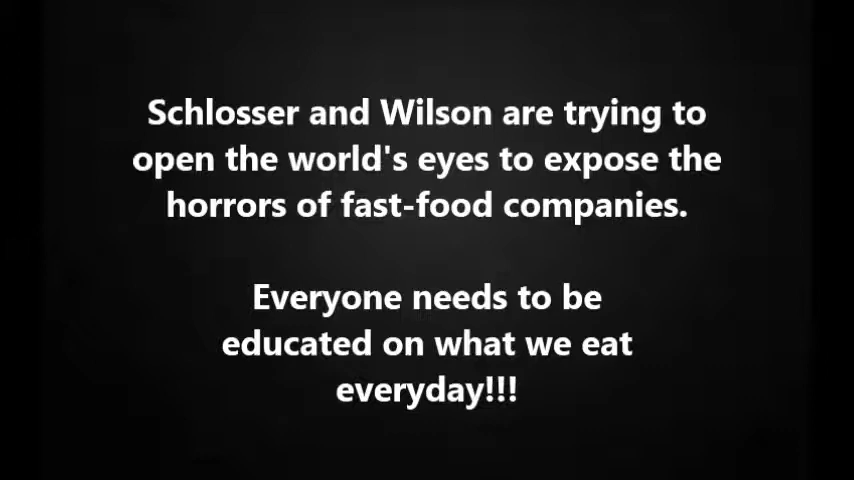 Schlosser and Wilson are trying to
open the world's eyes to expose the
horrors of fast-food companies.
Everyone needs to be
educated on what we eat
everyday!!!